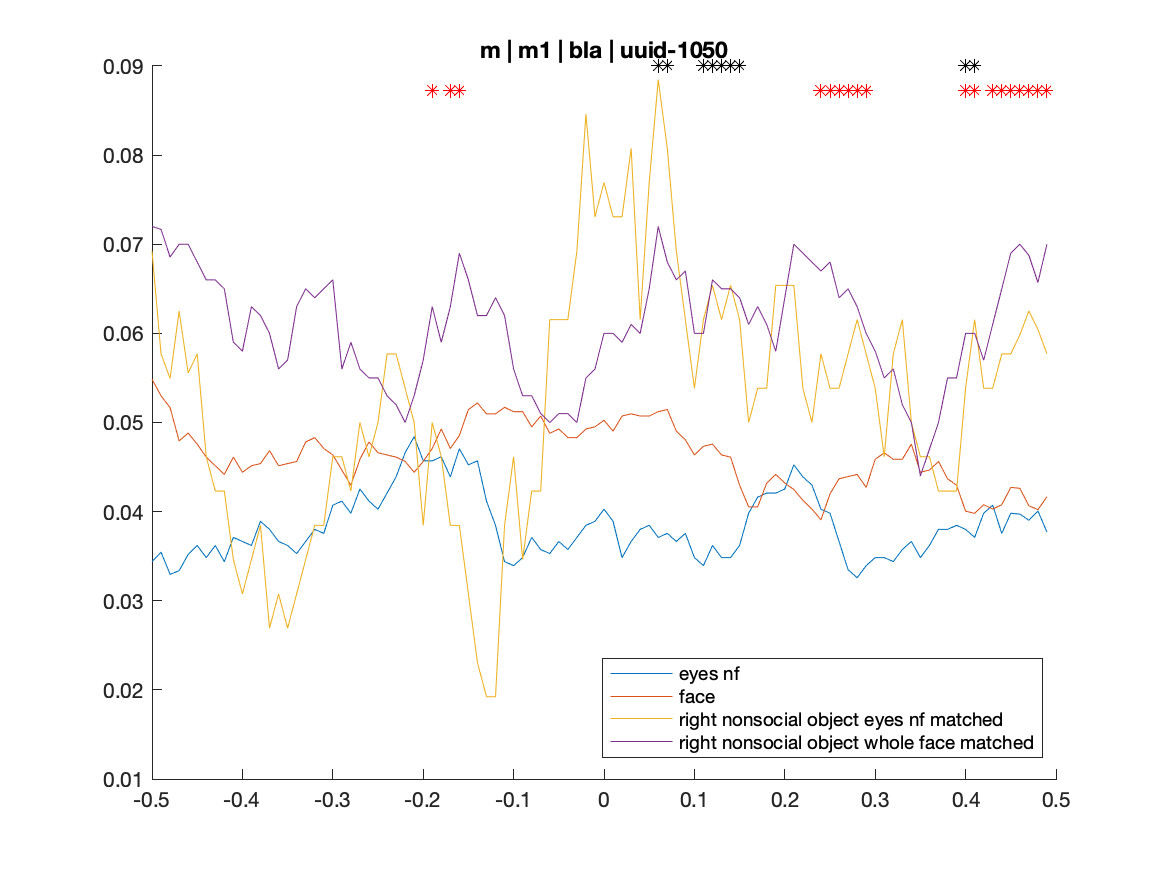 m | m1 | bla | uuid-1050
0.09
0.08
0.07
0.06
0.05
0.04
0.03
0.02
0.01
-0.5 -0.4 -0.3 -0.2 -0.1 0 0.1 0.2 0.3 0.4 0.5
eyes nf
face
right nonsocial object eyes nf matched
right nonsocial object whole face matched